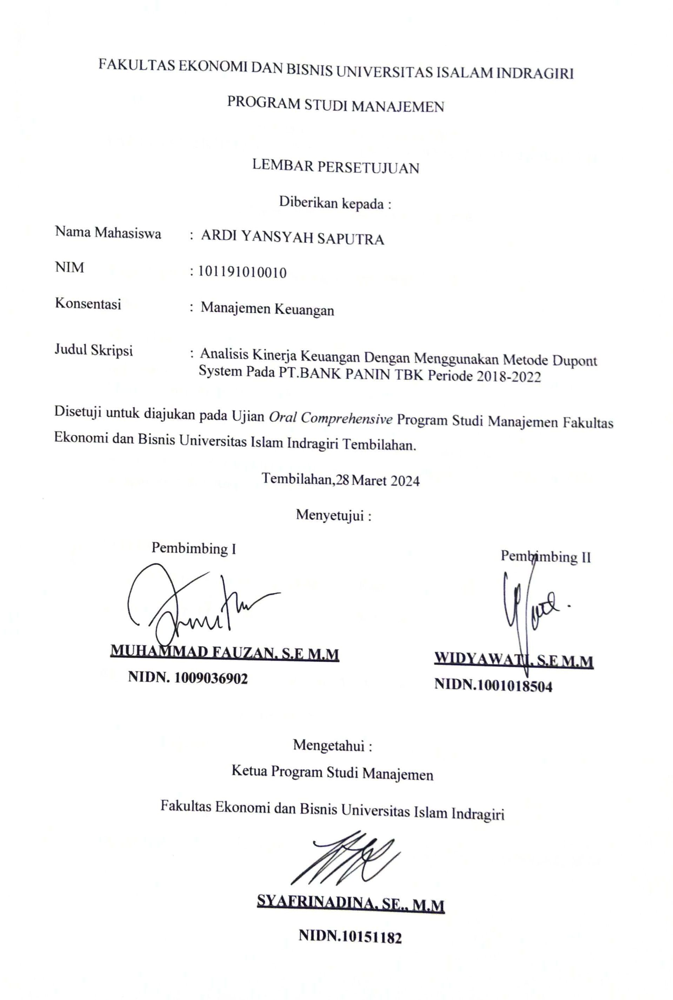 FAKULTAS EKONOMI DAN BISNIS UNIVERSITAS ISALAM INDRAGIRI
PROGRAM STUDI MANAJEMEN
LEMBAR PERSETUJUAN
Diberikan kepada :
Nama Mahasiswa : ARDI YANSYAH SAPUTRA
NIM : 101191010010
Konsentasi : Manajemen Keuangan
Judul Skripsi : Analisis Kinerja Keuangan Dengan Menggunakan Metode Dupont
System Pada PT.BANK PANIN TBK Periode 2018-2022
Disetuji untuk diajukan pada Ujian Oral Comprehensive Program Studi Manajemen Fakultas
Ekonomi dan Bisnis Universitas Islam Indragiri Tembilahan.
Tembilahan,28 Maret 2024
Menyetujui :
Pembimbing I Pembimbing II
MUHAMMAD FAUZAN. S.E M.M WIDYAWATI. S.E M.M
NIDN. 1009036902 NIDN.1001018504
Mengetahui :
Ketua Program Studi Manajemen
Fakultas Ekonomi dan Bisnis Universitas Islam Indragiri
SYAFRINADINA. SE., M.M
NIDN.10151182